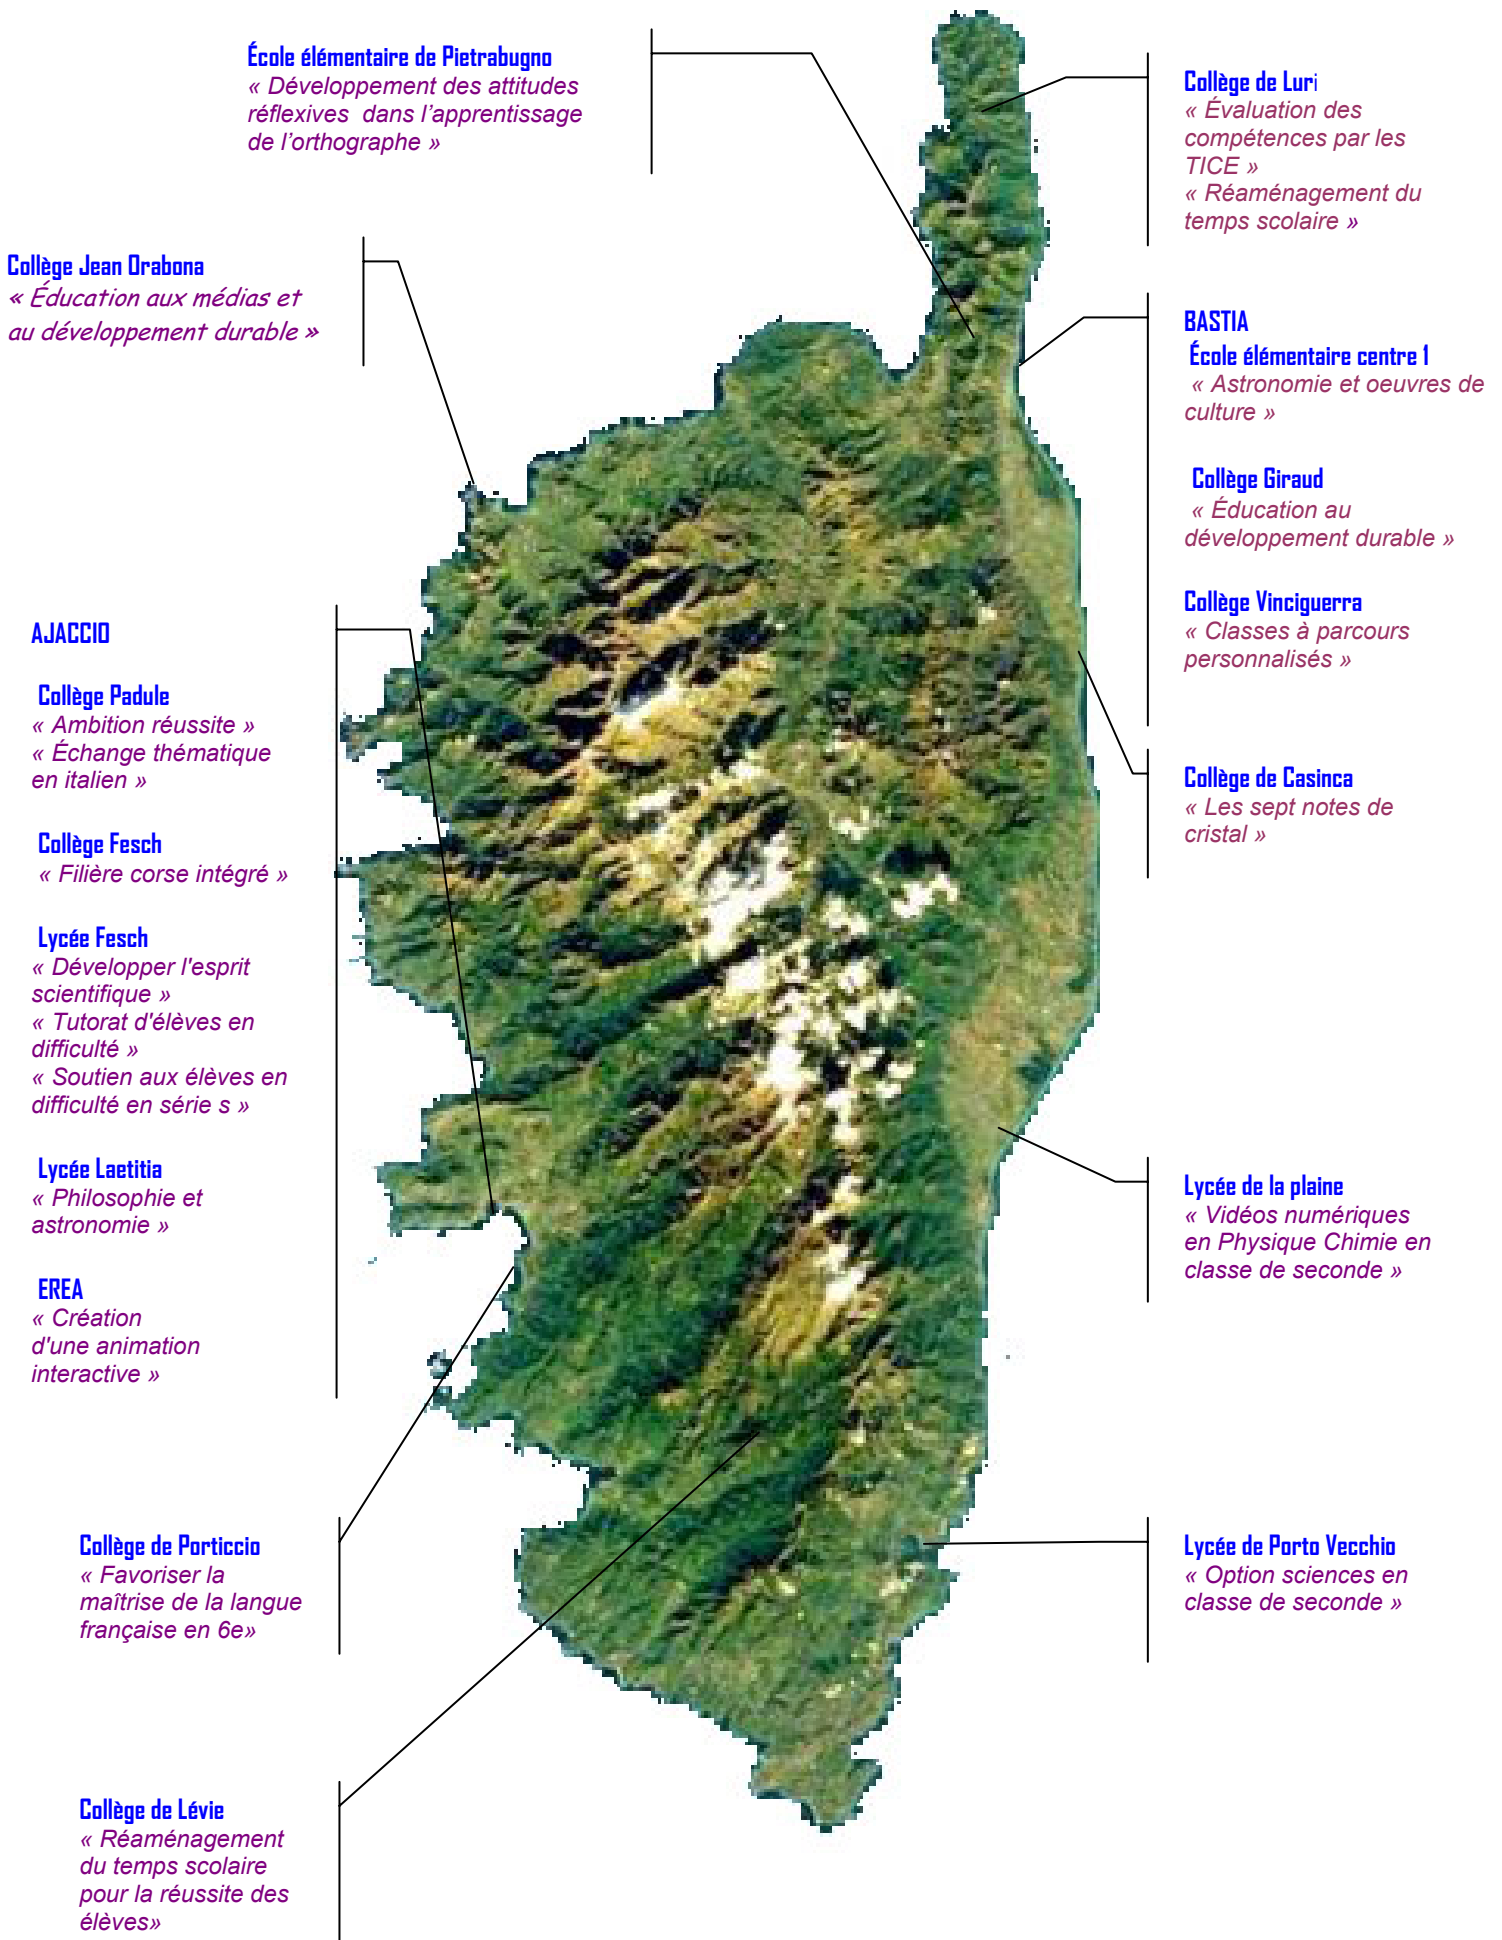 École élémentaire de Pietrabugno
« Développement des attitudes
réflexives dans l’apprentissage
de l’orthographe »
Collège Jean Orabona
« Éducation aux médias et
au développement durable »
AJACCIO
Collège Padule
« Ambition réussite »
« Échange thématique
en italien »
Collège Fesch
« Filière corse intégré »
Lycée Fesch
« Développer l'esprit
scientifique »
« Tutorat d'élèves en
difficulté »
« Soutien aux élèves en
difficulté en série s »
Lycée Laetitia
« Philosophie et
astronomie »
EREA
« Création
d'une animation
interactive »
Collège de Porticcio
« Favoriser la
maîtrise de la langue
française en 6e»
Collège de Lévie
« Réaménagement
du temps scolaire
pour la réussite des
élèves»
Collège de Luri
« Évaluation des
compétences par les
TICE »
« Réaménagement du
temps scolaire »
BASTIA
École élémentaire centre 1
« Astronomie et oeuvres de
culture »
Collège Giraud
« Éducation au
développement durable »
Collège Vinciguerra
« Classes à parcours
personnalisés »
Collège de Casinca
« Les sept notes de
cristal »
Lycée de la plaine
« Vidéos numériques
en Physique Chimie en
classe de seconde »
Lycée de Porto Vecchio
« Option sciences en
classe de seconde »